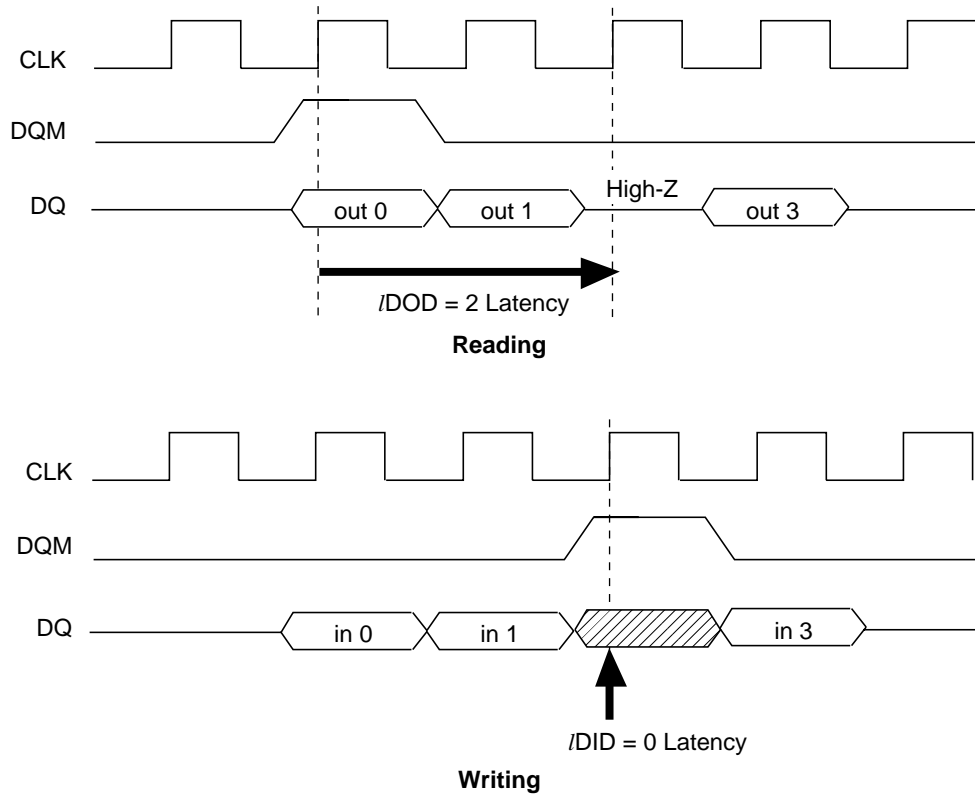 CLK
DQM
High-Z
DQ out 0 out 1 out 3
lDOD = 2 Latency
Reading
CLK
DQM
DQ in 0 in 1 in 3
lDID = 0 Latency
Writing